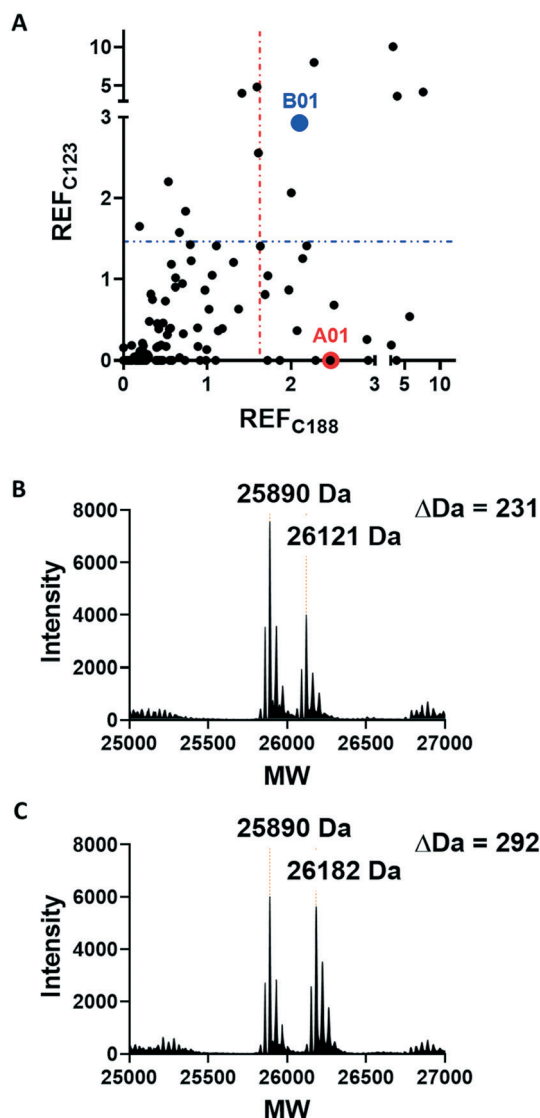 A
REF_C123
10
5
3
2
1
0
B01
A01
0 1 2 3 5 10
REF_C188
B
25890 Da
ΔDa = 231
26121 Da
Intensity
8000
6000
4000
2000
0
25000 25500 26000 26500 27000
MW
C
25890 Da
ΔDa = 292
26182 Da
Intensity
8000
6000
4000
2000
0
25000 25500 26000 26500 27000
MW